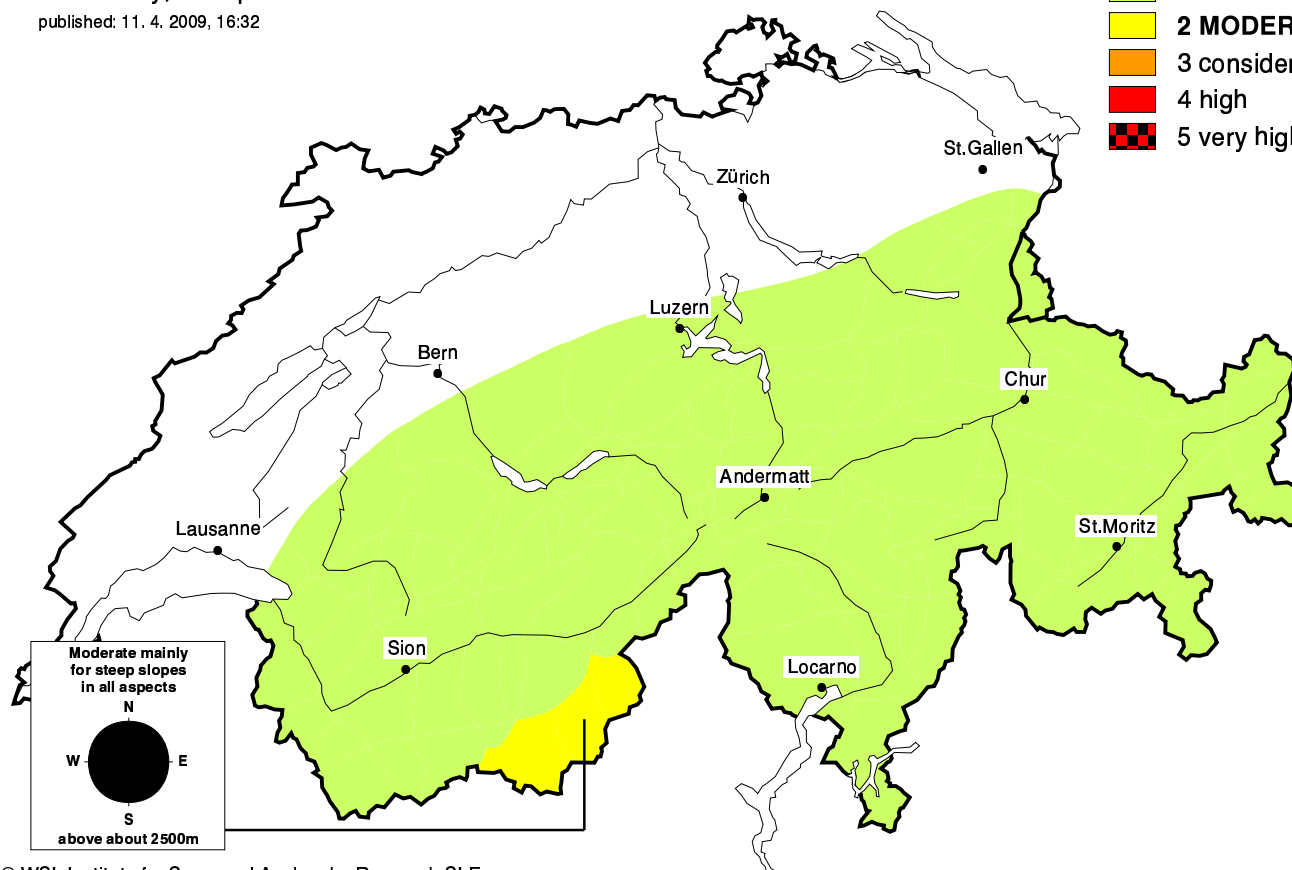 published: 11. 4. 2009, 16:32
2 MODER
3 consider
4 high
5 very high
St.Gallen
Zürich
Luzern
Bern
Chur
Andermatt
Lausanne
St.Moritz
Sion
Locarno
Moderate mainly
for steep slopes
in all aspects
N
W E
S
above about 2500m